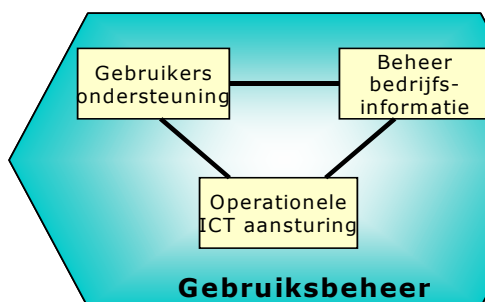 Gebruikers
ondersteuning
Beheer
bedrijfs-
informatie
Operationele
ICT aansturing
Gebruiksbeheer